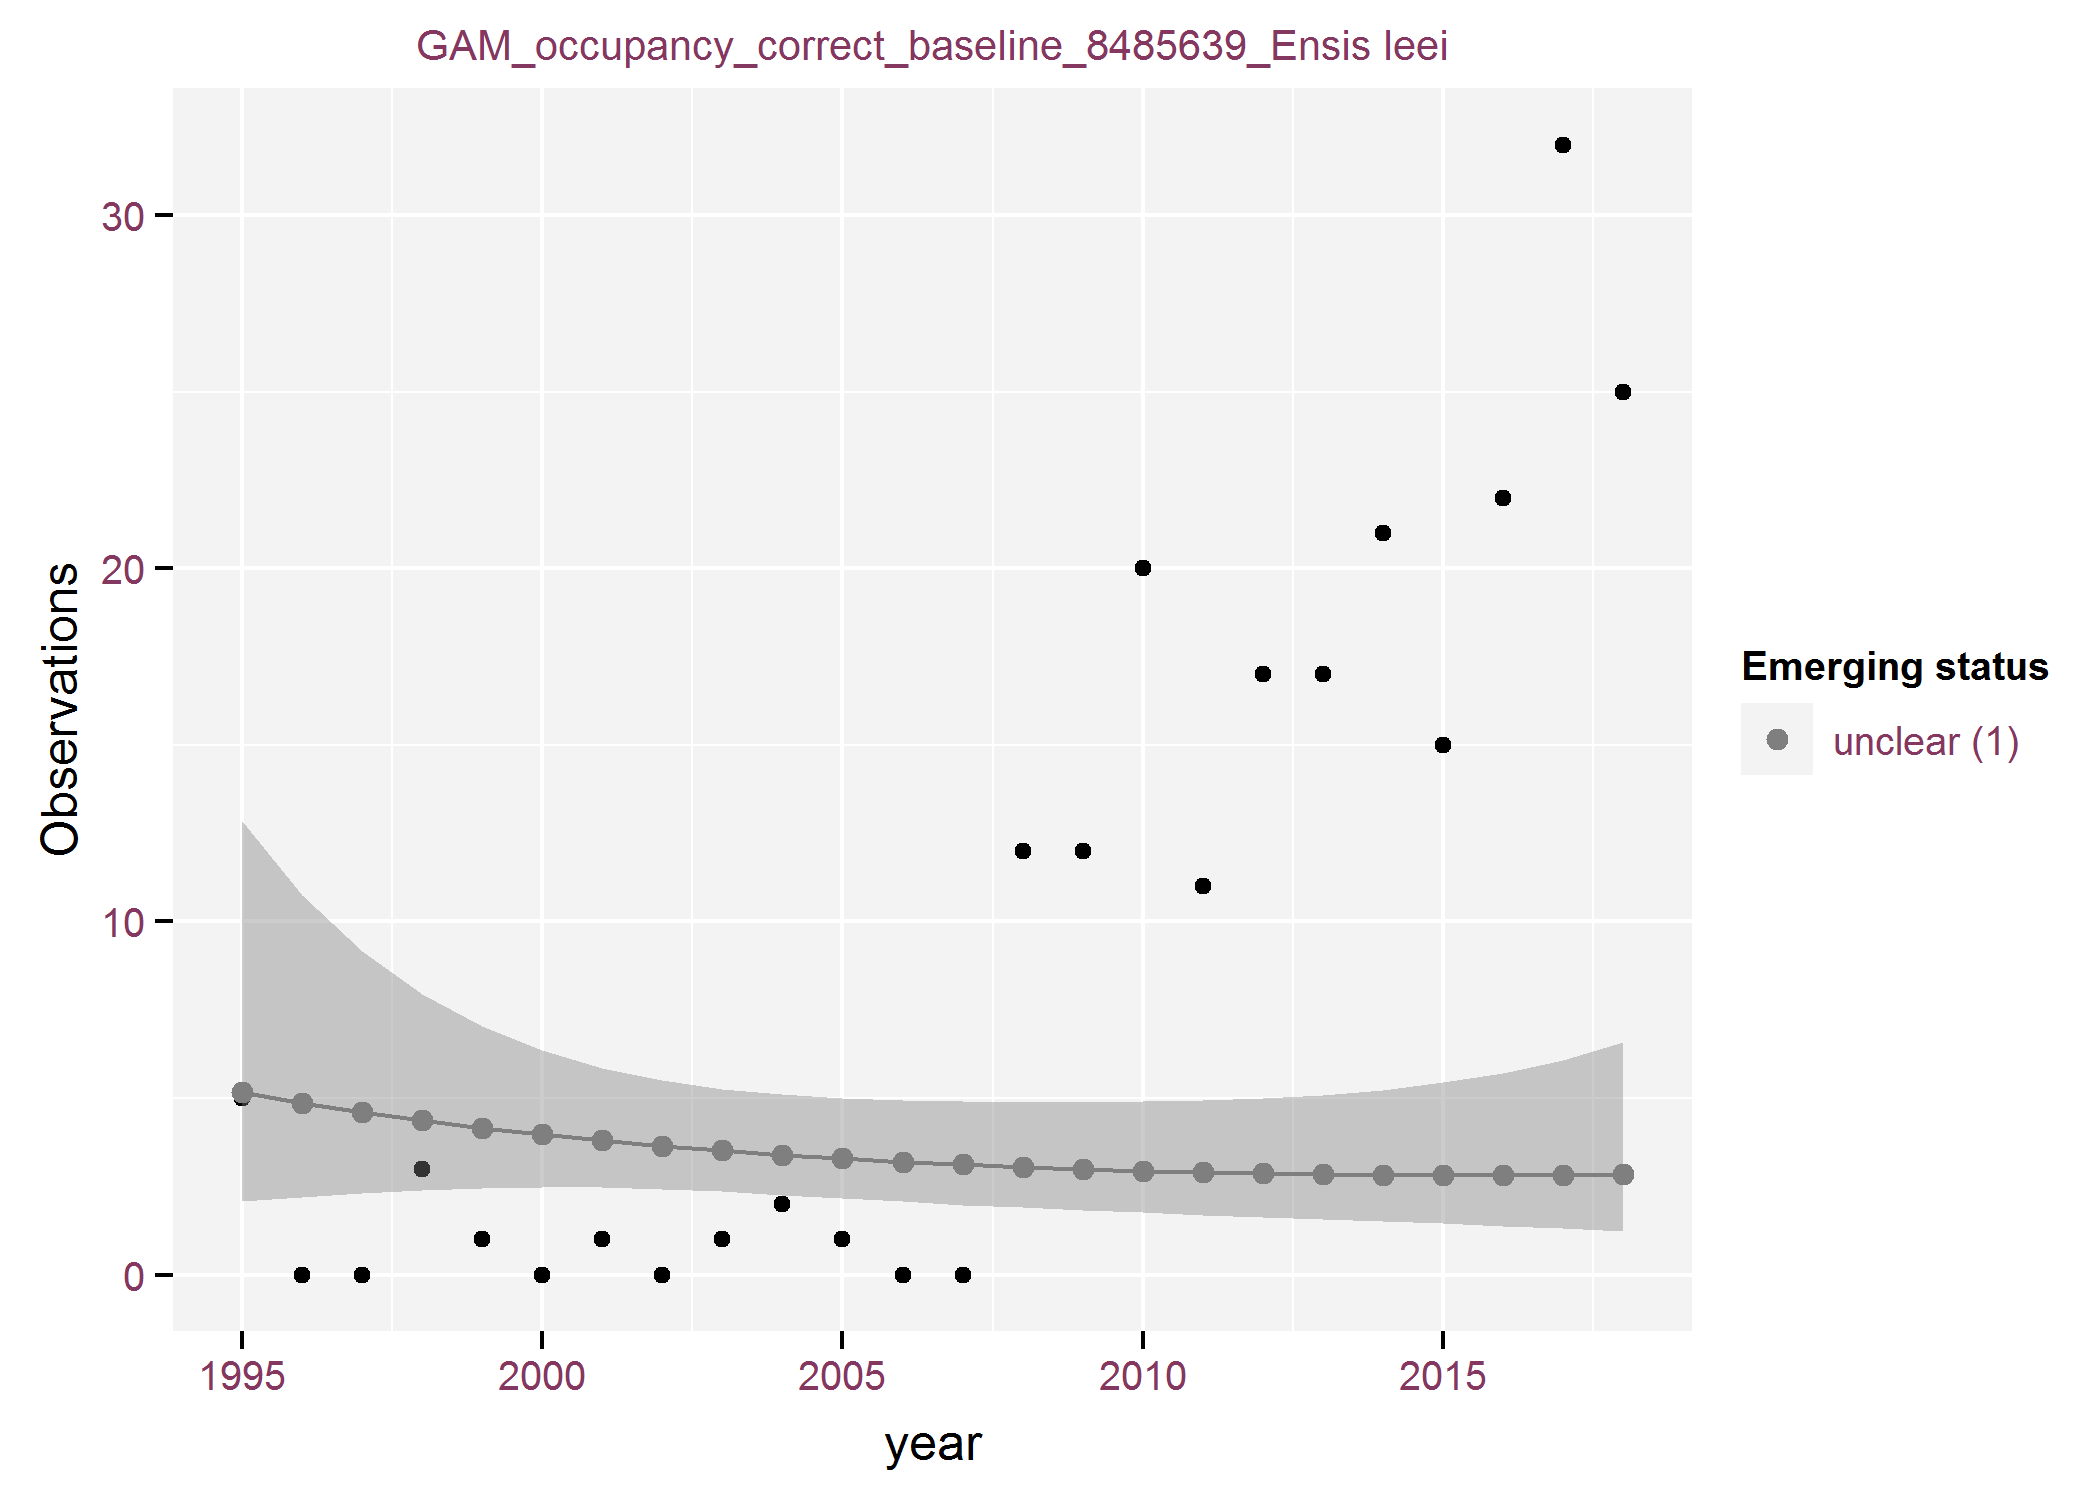 GAM_occupancy_correct_baseline_8485639_Ensis leei
Observations
30
20
10
0
1995 2000 2005 2010 2015
year
Emerging status
unclear (1)